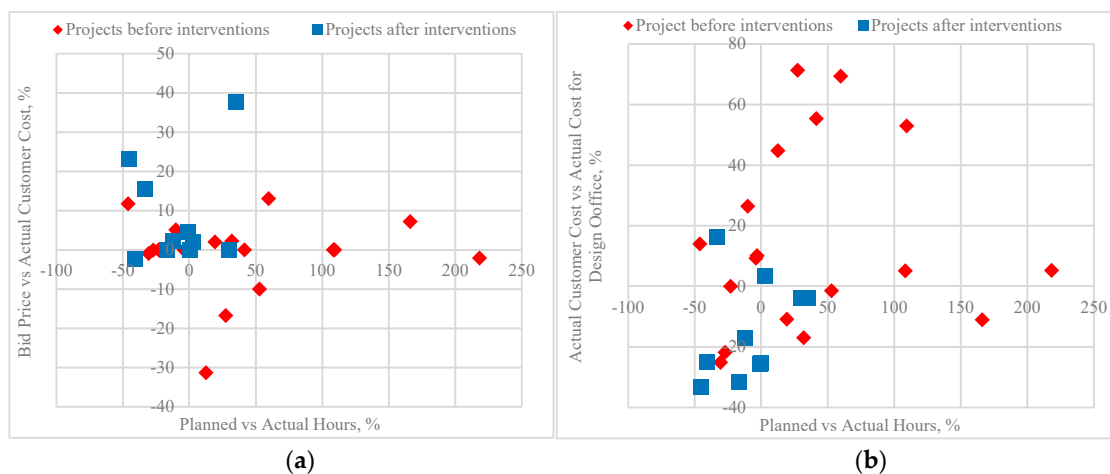 Projects before interventions Projects after interventions
Bid Price vs Actual Customer Cost, %
50
40
30
20
10
0
-10
-20
-30
-40
-100 -50 0 50 100 150 200 250
Planned vs Actual Hours, %
(a)
Project before interventions Projects after interventions
Actual Customer Cost vs Actual Cost for
Design Ooffice, %
80
60
40
20
0
-20
-40
-100 -50 0 50 100 150 200 250
Planned vs Actual Hours, %
(b)